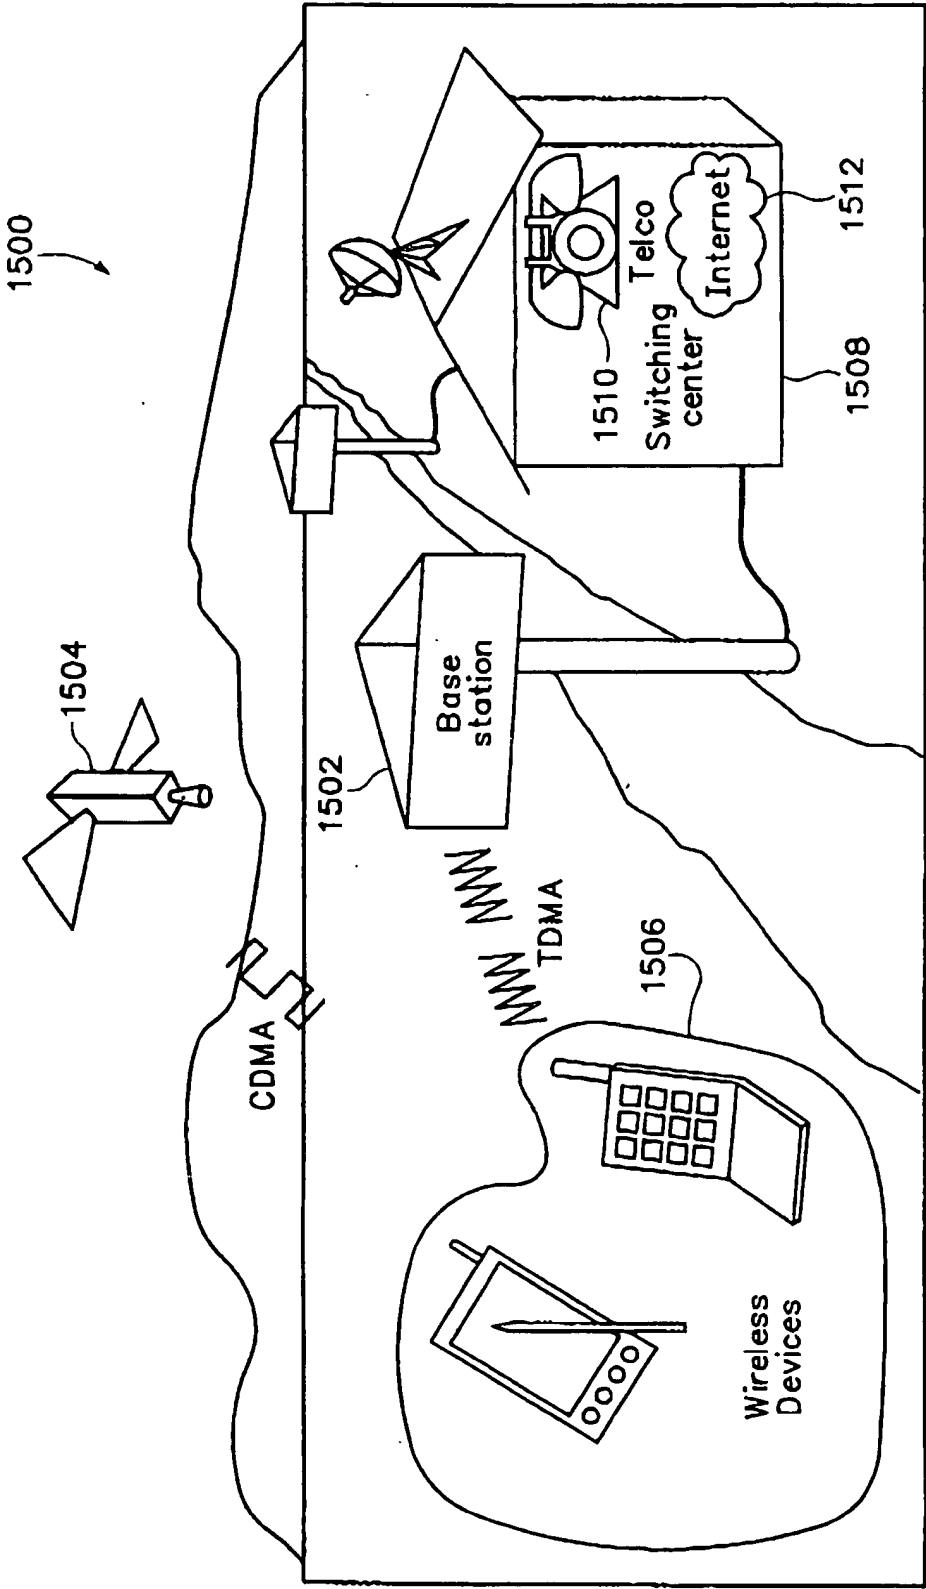 1500
1504
CDMA
1502
Base
station
TDMA
1506
Wireless
Devices
1510
Telco
Switching
center
Internet
1512
1508